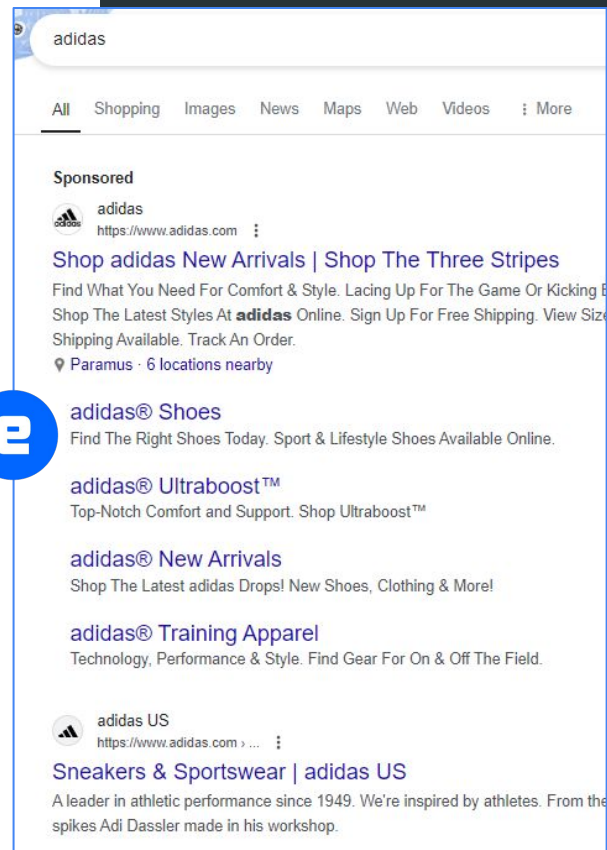 adidas
All Shopping Images News Maps Web Videos More
Sponsored
adidas
https://www.adidas.com
Shop adidas New Arrivals | Shop The Three Stripes
Find What You Need For Comfort & Style. Lacing Up For The Game Or Kicking
Shop The Latest Styles At adidas Online. Sign Up For Free Shipping. View Size
Shipping Available. Track An Order.
Paramus · 6 locations nearby
adidas® Shoes
Find The Right Shoes Today. Sport & Lifestyle Shoes Available Online.
e
adidas® Ultraboost™
Top-Notch Comfort and Support. Shop Ultraboost™
adidas® New Arrivals
Shop The Latest adidas Drops! New Shoes, Clothing & More!
adidas® Training Apparel
Technology, Performance & Style. Find Gear For On & Off The Field.
adidas US
https://www.adidas.com › ...
Sneakers & Sportswear | adidas US
A leader in athletic performance since 1949. We're inspired by athletes. From the
spikes Adi Dassler made in his workshop.